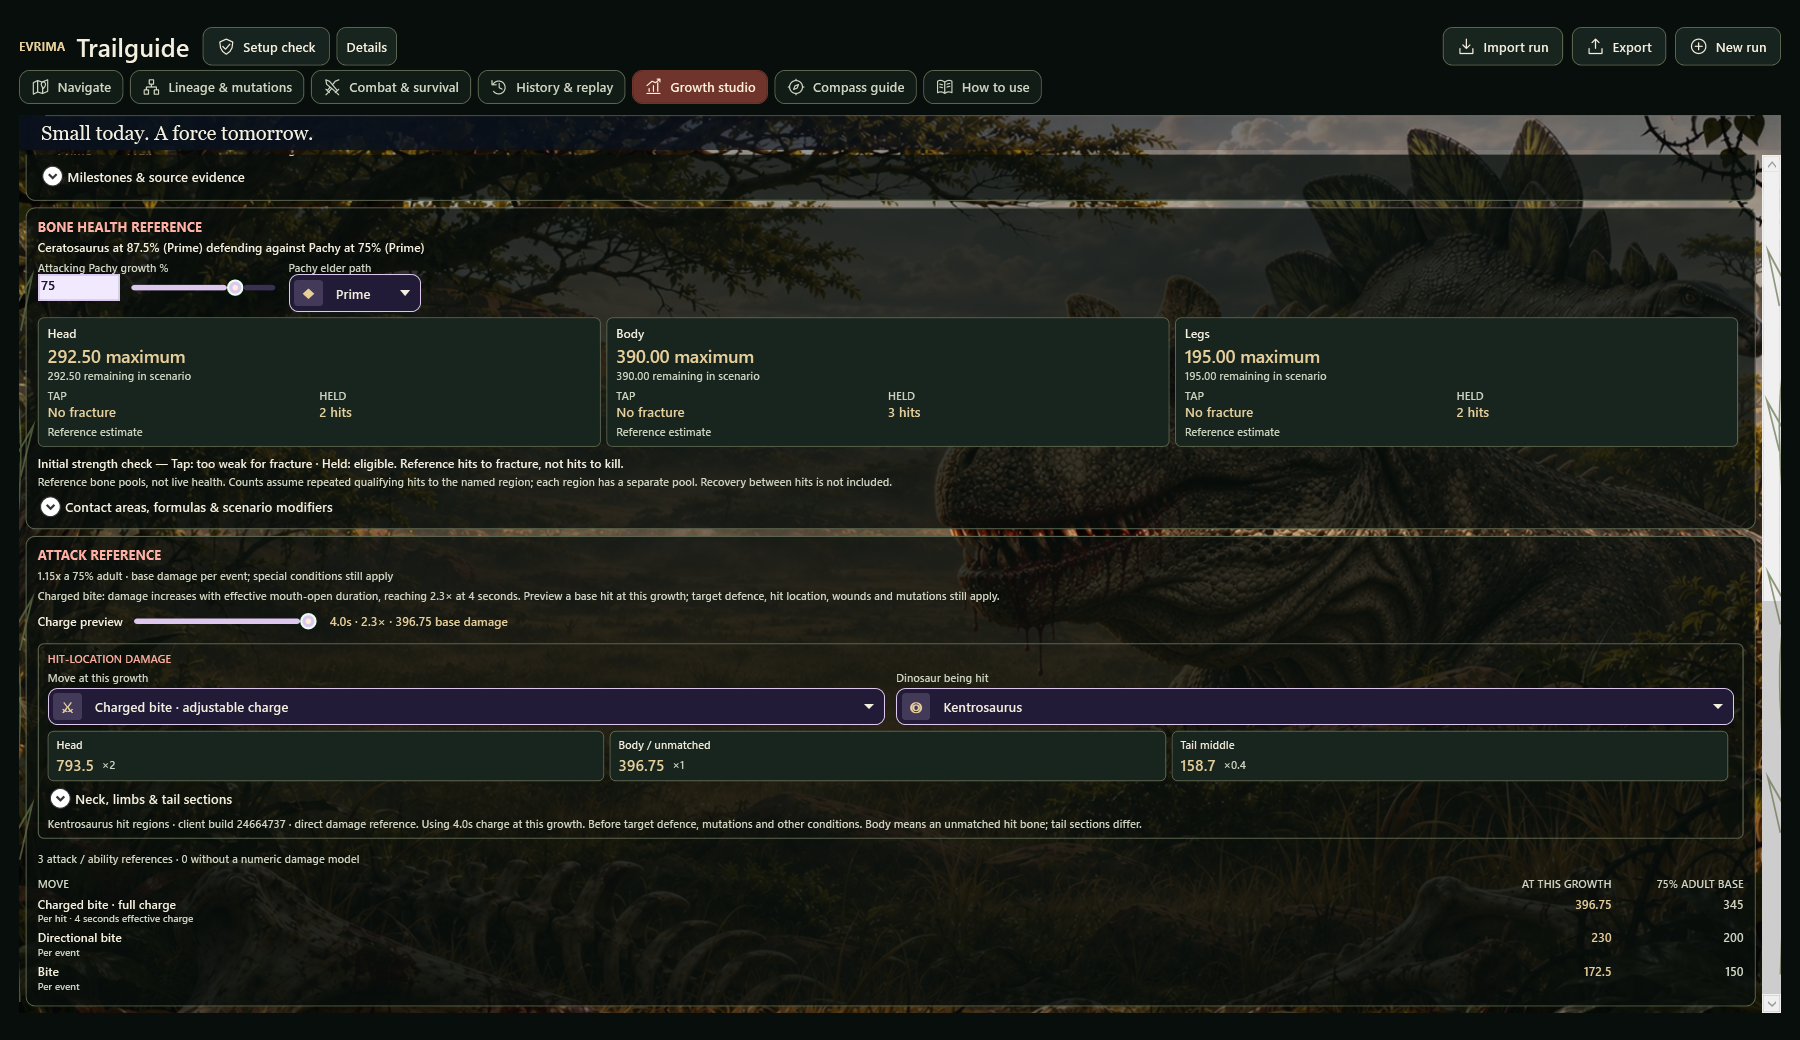 EVRIMA Trailguide Setup check Details Import run Export New run
Navigate Lineage & mutations Combat & survival History & replay Growth studio Compass guide How to use
Small today. A force tomorrow.
Milestones & source evidence
BONE HEALTH REFERENCE
Ceratosaurus at 87.5% (Prime) defending against Pachy at 75% (Prime)
Attacking Pachy growth % Pachy elder path
75 Prime
Head Body Legs
292.50 maximum 390.00 maximum 195.00 maximum
292.50 remaining in scenario 390.00 remaining in scenario 195.00 remaining in scenario
TAP HELD TAP HELD TAP HELD
No fracture 2 hits No fracture 3 hits No fracture 2 hits
Reference estimate Reference estimate Reference estimate
Initial strength check — Tap: too weak for fracture · Held: eligible. Reference hits to fracture, not hits to kill.
Reference bone pools, not live health. Counts assume repeated qualifying hits to the named region; each region has a separate pool. Recovery between hits is not included.
Contact areas, formulas & scenario modifiers
ATTACK REFERENCE
1.15x a 75% adult · base damage per event; special conditions still apply
Charged bite: damage increases with effective mouth-open duration, reaching 2.3× at 4 seconds. Preview a base hit at this growth; target defence, hit location, wounds and mutations still apply.
Charge preview 4.0s · 2.3× · 396.75 base damage
HIT-LOCATION DAMAGE
Move at this growth Dinosaur being hit
Charged bite · adjustable charge Kentrosaurus
Head Body / unmatched Tail middle
793.5 ×2 396.75 ×1 158.7 ×0.4
Neck, limbs & tail sections
Kentrosaurus hit regions · client build 24664737 · direct damage reference. Using 4.0s charge at this growth. Before target defence, mutations and other conditions. Body means an unmatched hit bone; tail sections differ.
3 attack / ability references · 0 without a numeric damage model
MOVE AT THIS GROWTH 75% ADULT BASE
Charged bite · full charge 396.75 345
Per hit · 4 seconds effective charge
Directional bite 230 200
Per event
Bite 172.5 150
Per event